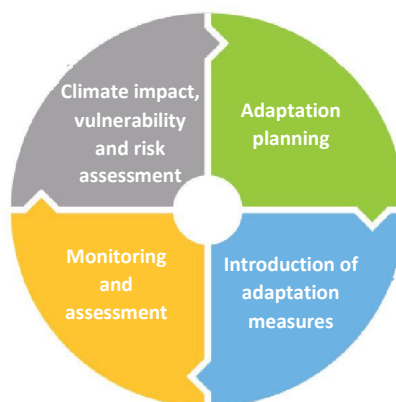 Climate impact,
vulnerability
and risk
assessment
Adaptation
planning
Introduction of
adaptation
measures
Monitoring
and
assessment